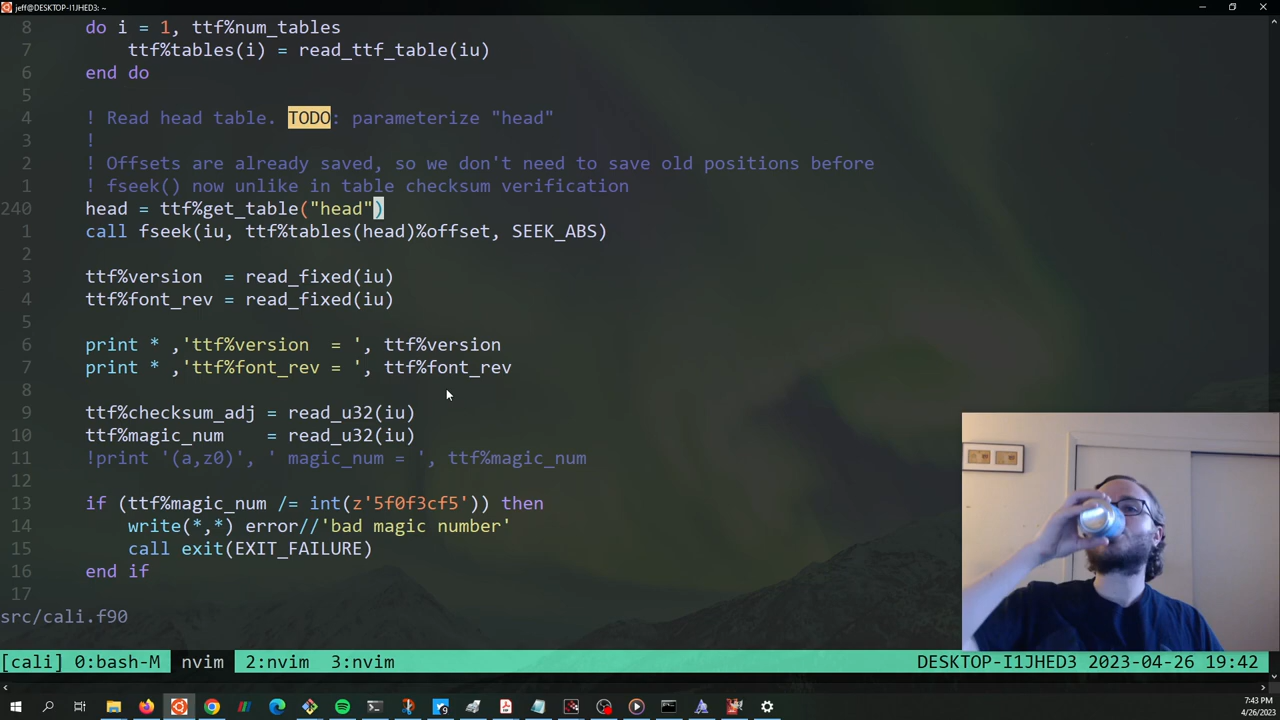 jeff@DESKTOP-I1JHED3: ~
8 do i = 1, ttf%num_tables
7 ttf%tables(i) = read_ttf_table(iu)
6 end do
5
4 ! Read head table. TODO: parameterize "head"
3 !
2 ! Offsets are already saved, so we don't need to save old positions before
1 ! fseek() now unlike in table checksum verification
240 head = ttf%get_table("head")
1 call fseek(iu, ttf%tables(head)%offset, SEEK_ABS)
2
3 ttf%version = read_fixed(iu)
4 ttf%font_rev = read_fixed(iu)
5
6 print * ,'ttf%version = ', ttf%version
7 print * ,'ttf%font_rev = ', ttf%font_rev
8
9 ttf%checksum_adj = read_u32(iu)
10 ttf%magic_num = read_u32(iu)
11 !print '(a,z0)', ' magic_num = ', ttf%magic_num
12
13 if (ttf%magic_num /= int(z'5f0f3cf5')) then
14 write(*,*) error//'bad magic number'
15 call exit(EXIT_FAILURE)
16 end if
17
src/cali.f90
[cali] 0:bash-M nvim 2:nvim 3:nvim DESKTOP-I1JHED3 2023-04-26 19:42
7:43 PM
4/26/2023